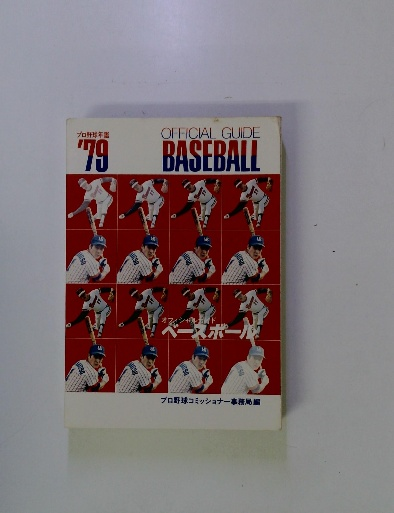 プロ野球年鑑
'79
OFFICIAL GUIDE
BASEBALL
オフィシャルガイド
ベースボール
プロ野球コミッショナー事務局編